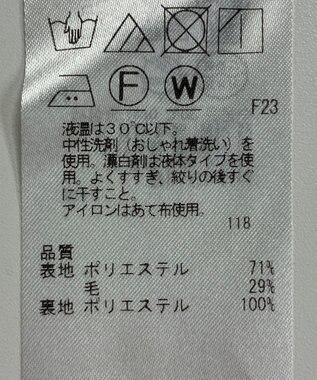 F W
F23
液温は30℃以下。
中性洗剤（おしゃれ着洗い）を
使用。漂白剤は液体タイプを使
用。よくすすぎ、絞りの後すぐ
に干すこと。
アイロンはあて布使用。
118
品質
表地 ポリエステル 71%
毛 29%
裏地 ポリエステル 100%